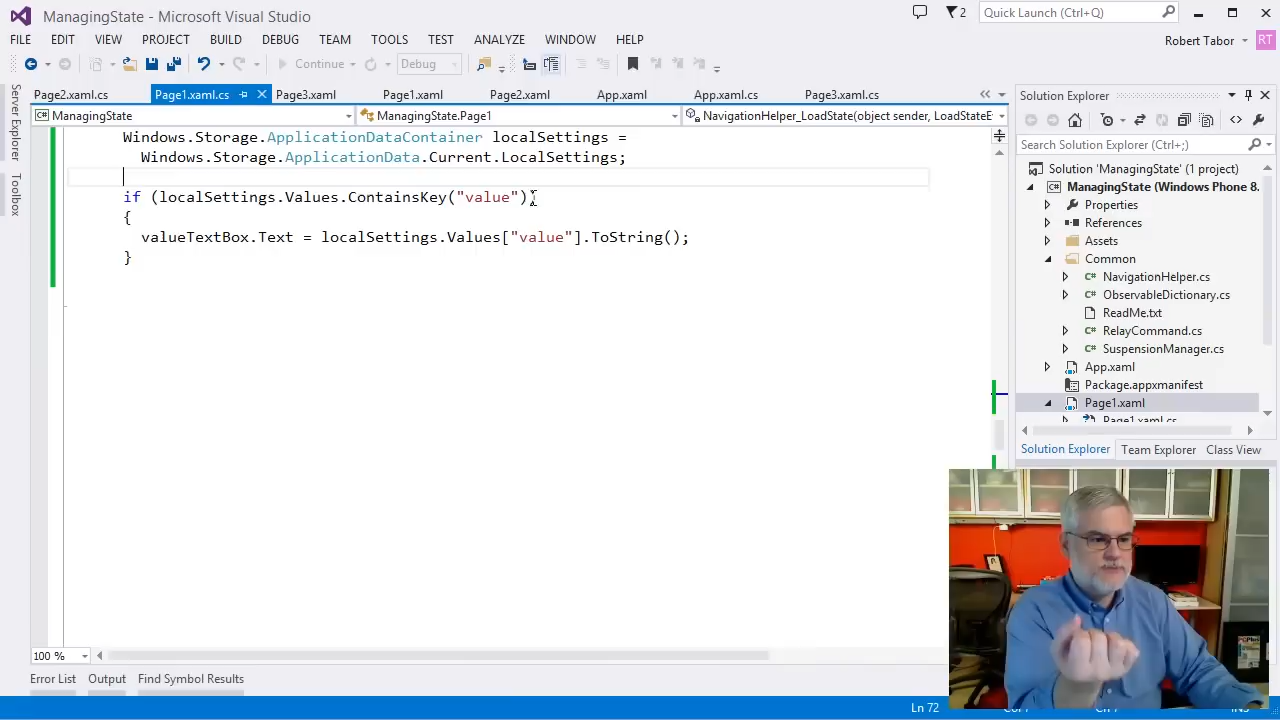 ManagingState - Microsoft Visual Studio
2
Quick Launch (Ctrl+Q)
FILE EDIT VIEW PROJECT BUILD DEBUG TEAM TOOLS TEST ANALYZE WINDOW HELP
Robert Tabor RT
Continue Debug
Page2.xaml.cs Page1.xaml.cs Page3.xaml Page1.xaml Page2.xaml App.xaml App.xaml.cs Page3.xaml.cs
ManagingState ManagingState.Page1 NavigationHelper_LoadState(object sender, LoadStateE
Server Explorer
Toolbox
Windows.Storage.ApplicationDataContainer localSettings =
Windows.Storage.ApplicationData.Current.LocalSettings;
if (localSettings.Values.ContainsKey("value"))
{
valueTextBox.Text = localSettings.Values["value"].ToString();
}
100 %
Error List Output Find Symbol Results
Ln 72
Solution Explorer
Search Solution Explorer (Ctrl+;)
Solution 'ManagingState' (1 project)
ManagingState (Windows Phone 8.
Properties
References
Assets
Common
NavigationHelper.cs
ObservableDictionary.cs
ReadMe.txt
RelayCommand.cs
SuspensionManager.cs
App.xaml
Package.appxmanifest
Page1.xaml
Page1.xaml.cs
Solution Explorer Team Explorer Class View